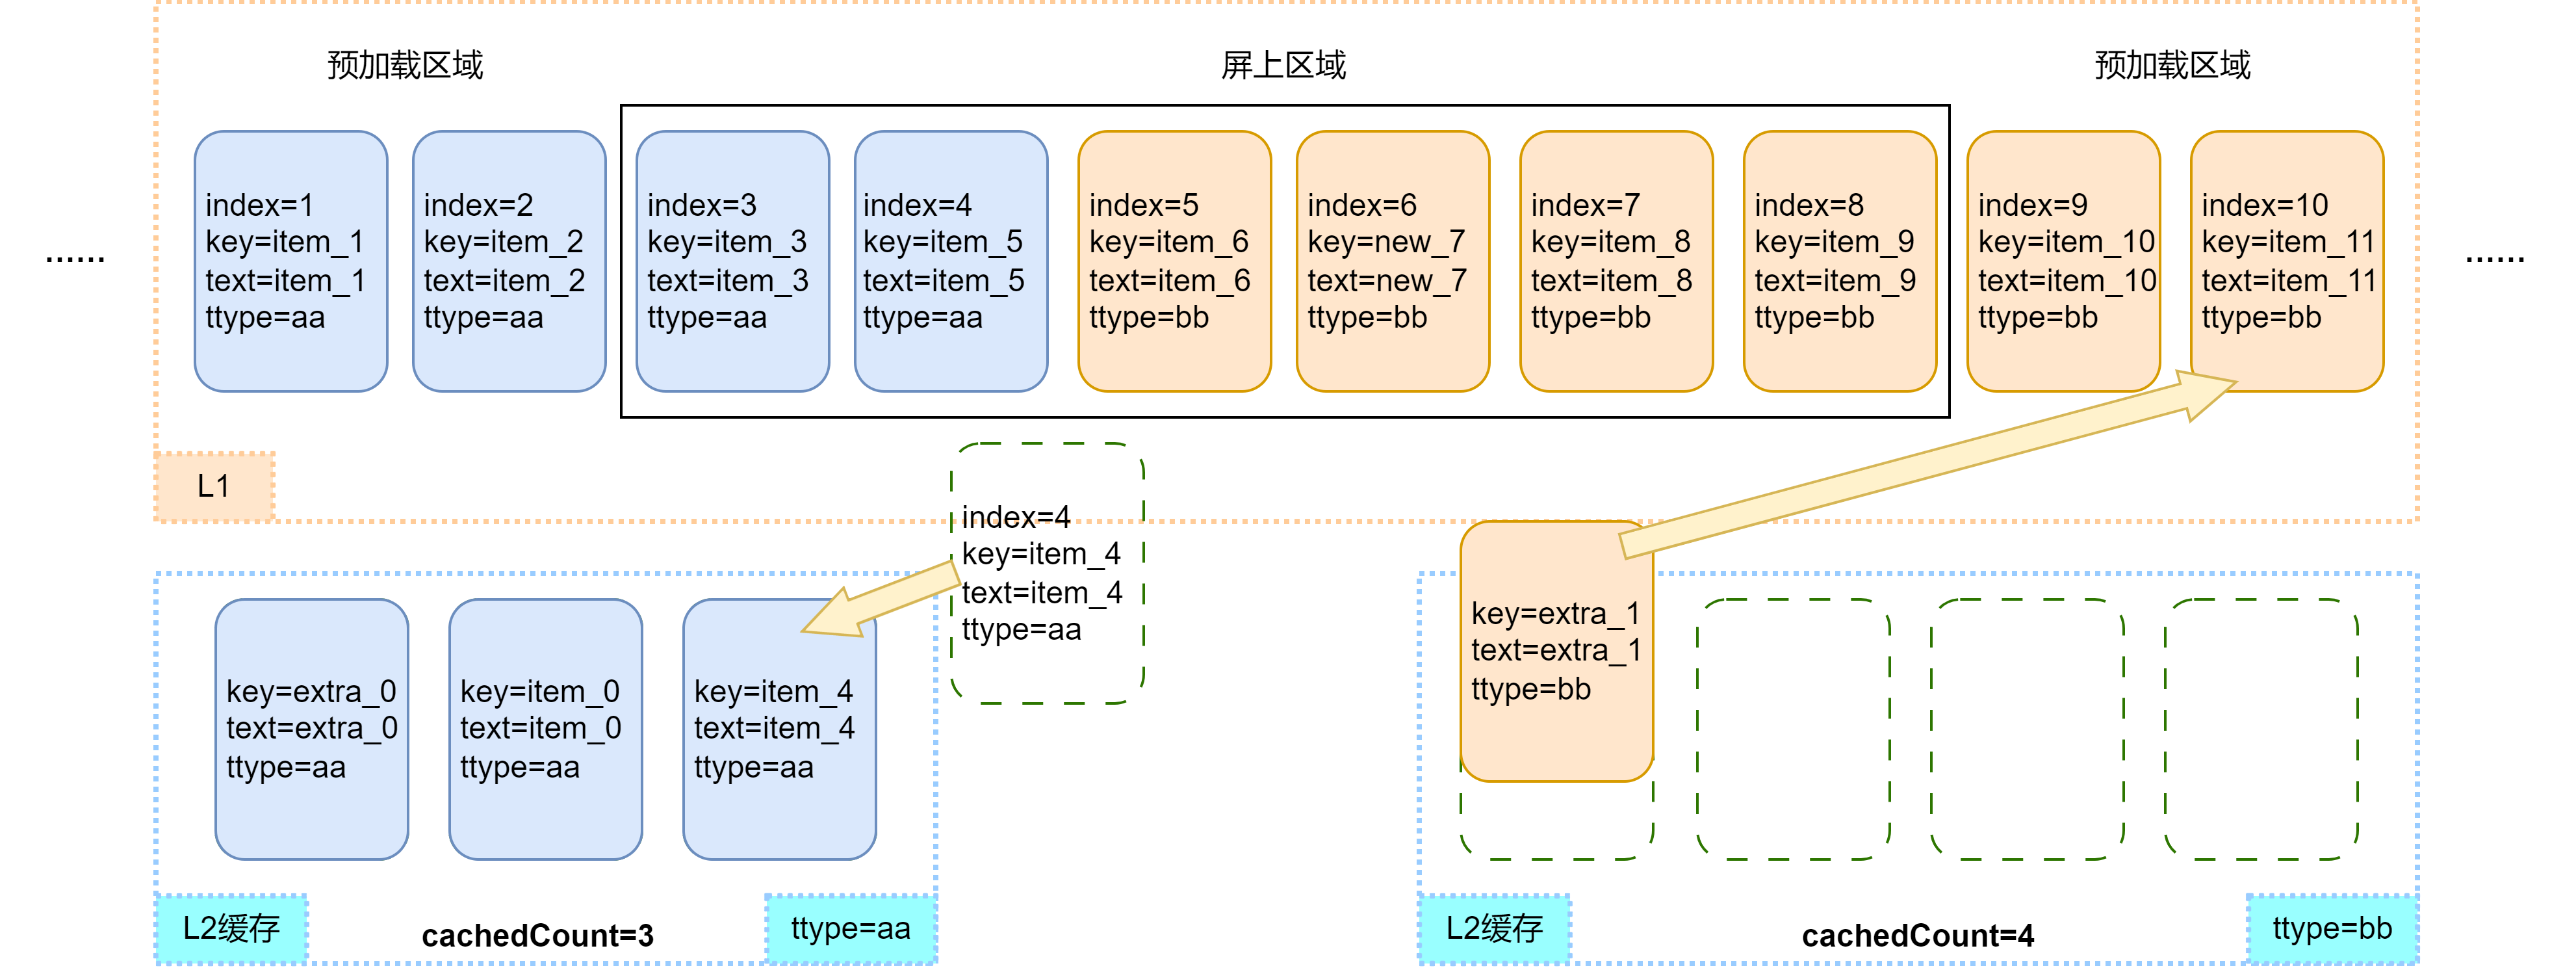 预加载区域
屏上区域
预加载区域
......
index=1
key=item_1
text=item_1
ttype=aa
index=2
key=item_2
text=item_2
ttype=aa
index=3
key=item_3
text=item_3
ttype=aa
index=4
key=item_5
text=item_5
ttype=aa
index=5
key=item_6
text=item_6
ttype=bb
index=6
key=new_7
text=new_7
ttype=bb
index=7
key=item_8
text=item_8
ttype=bb
index=8
key=item_9
text=item_9
ttype=bb
index=9
key=item_10
text=item_10
ttype=bb
index=10
key=item_11
text=item_11
ttype=bb
......
L1
index=4
key=item_4
text=item_4
ttype=aa
key=extra_0
text=extra_0
ttype=aa
key=item_0
text=item_0
ttype=aa
key=item_4
text=item_4
ttype=aa
L2缓存
cachedCount=3
ttype=aa
key=extra_1
text=extra_1
ttype=bb
L2缓存
cachedCount=4
ttype=bb